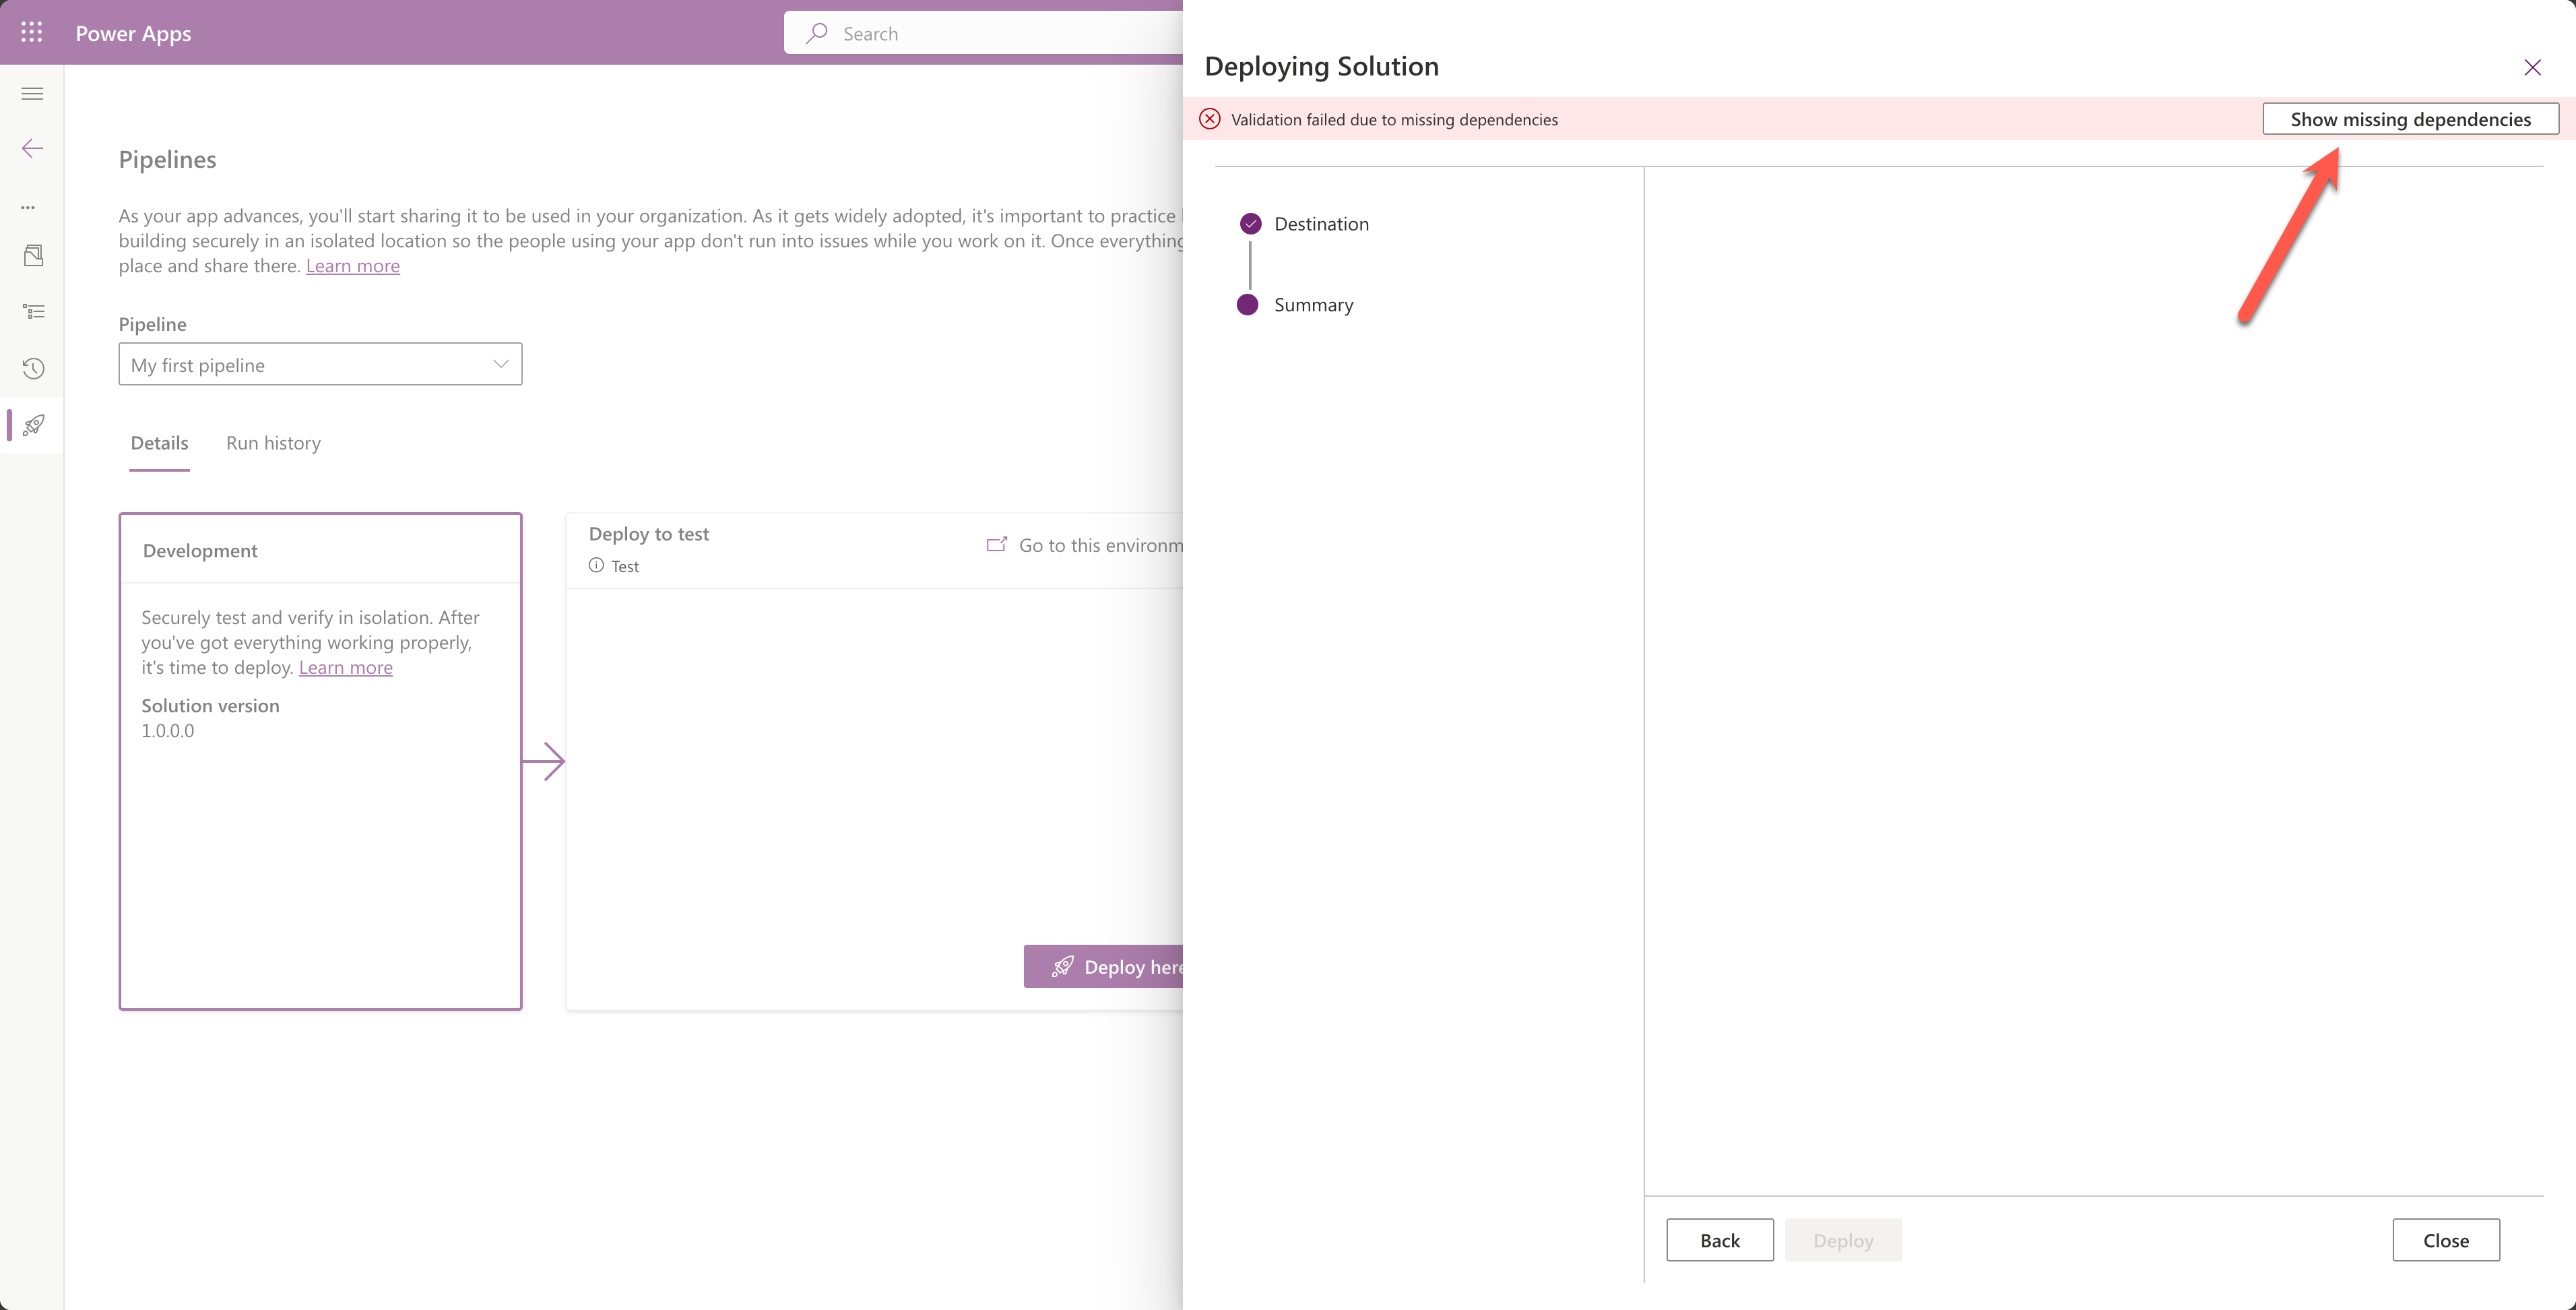 Power Apps
Search
Pipelines
As your app advances, you'll start sharing it to be used in your organization. As it gets widely adopted, it's important to practice
building securely in an isolated location so the people using your app don't run into issues while you work on it. Once everything
place and share there. Learn more
Pipeline
My first pipeline
Details
Run history
Development
Securely test and verify in isolation. After
you've got everything working properly,
it's time to deploy. Learn more
Solution version
1.0.0.0
Deploy to test
Test
Go to this environm
Deploy here
Deploying Solution
Validation failed due to missing dependencies
Show missing dependencies
Destination
Summary
Back
Deploy
Close